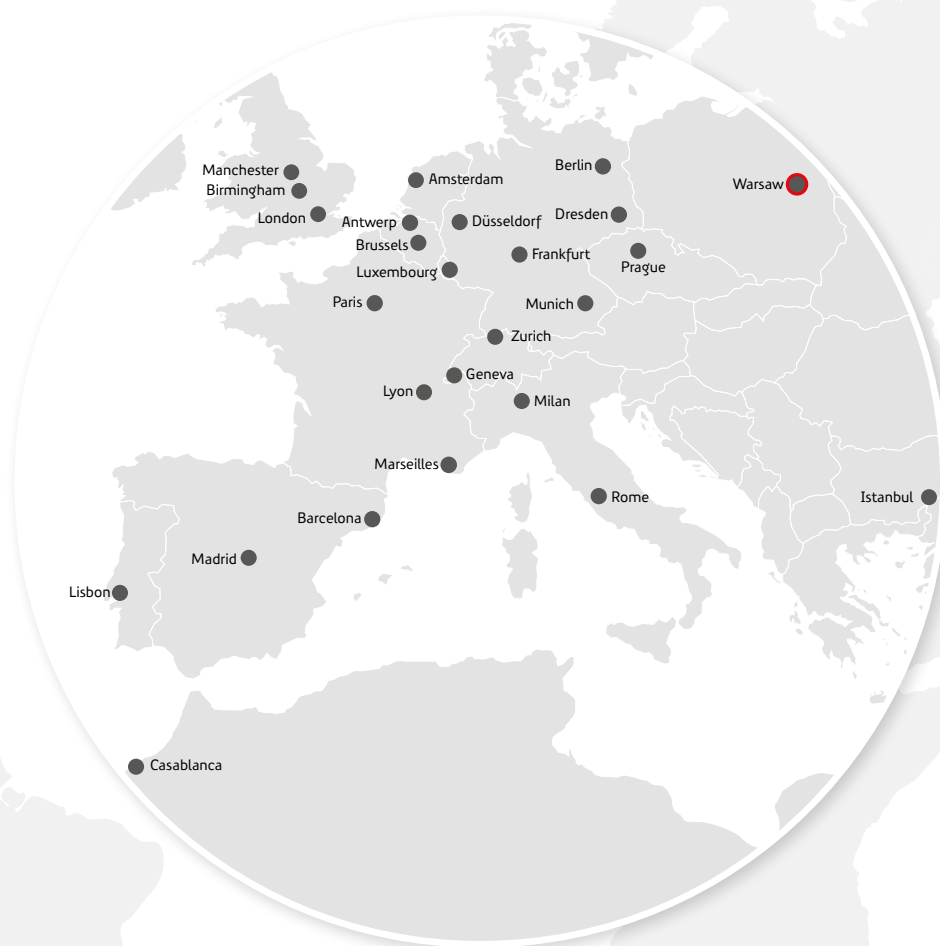 Berlin
Manchester
Amsterdam
Warsaw
Birmingham
London
Antwerp
Düsseldorf
Dresden
Brussels
Frankfurt
Prague
Luxembourg
Paris
Munich
Zurich
Geneva
Lyon
Milan
Marseilles
Rome
Istanbul
Barcelona
Madrid
Lisbon
Casablanca